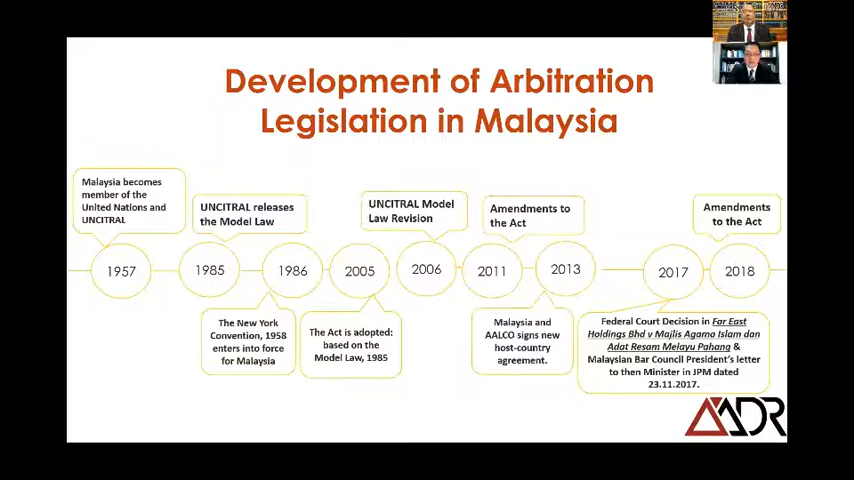 Development of Arbitration
Legislation in Malaysia
Malaysia becomes
member of the
United Nations and
UNCITRAL
UNCITRAL releases
the Model Law
UNCITRAL Model
Law Revision
Amendments to
the Act
Amendments
to the Act
1957
1985
1986
2005
2006
2011
2013
2017
2018
The New York
Convention, 1958
enters into force
for Malaysia
The Act is adopted:
based on the
Model Law, 1985
Malaysia and
AALCO signs new
host-country
agreement.
Federal Court Decision in Far East
Holdings Bhd v Majlis Agama Islam dan
Adat Resam Melayu Pahang &
Malaysian Bar Council President's letter
to then Minister in JPM dated
23.11.2017.
AADR